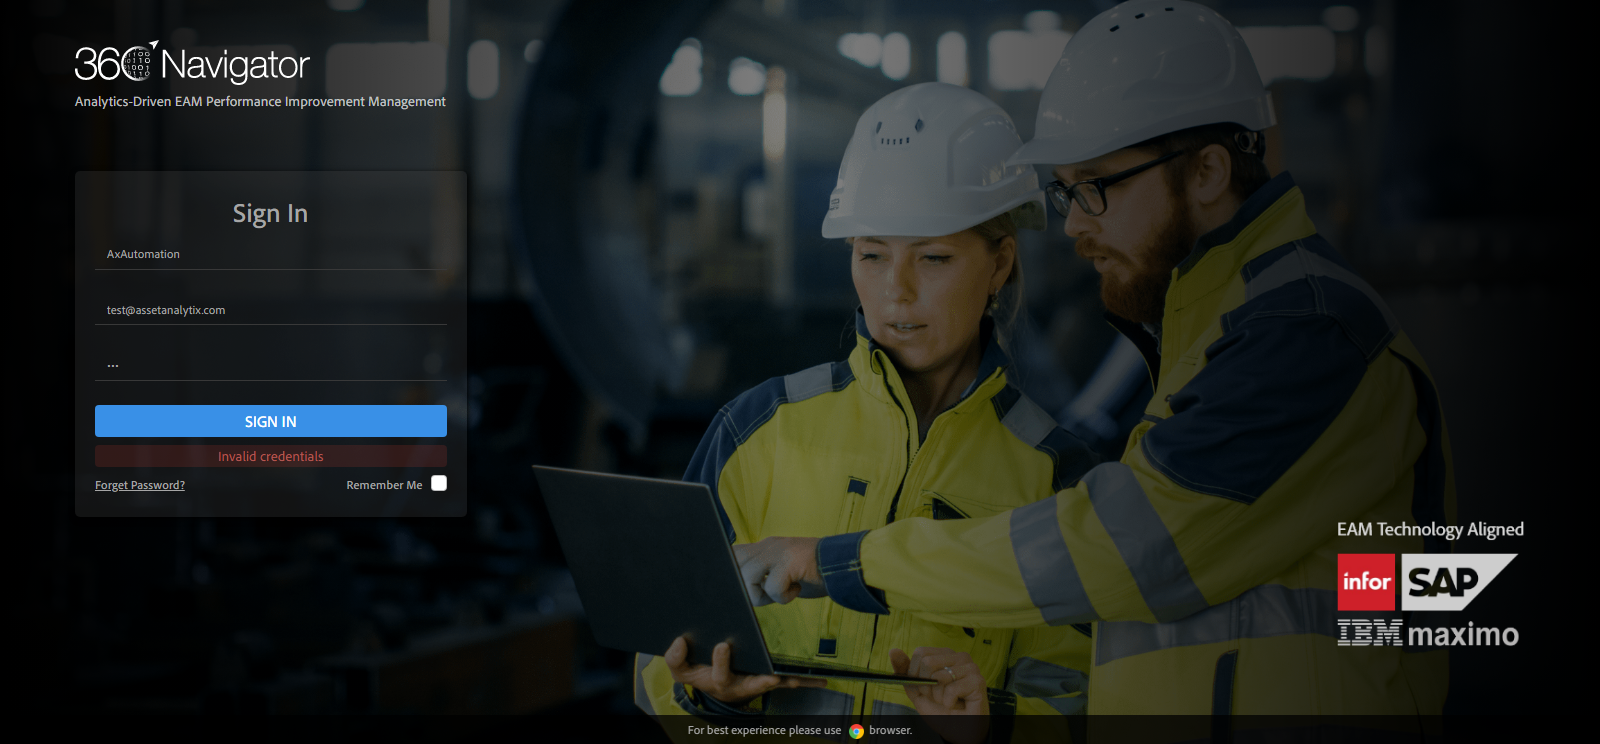 360 Navigator
Analytics-Driven EAM Performance Improvement Management
Sign In
AxAutomation
test@assetanalytix.com
...
SIGN IN
Invalid credentials
Forget Password?
Remember Me
EAM Technology Aligned
infor
SAP
IBM maximo
For best experience please use browser.